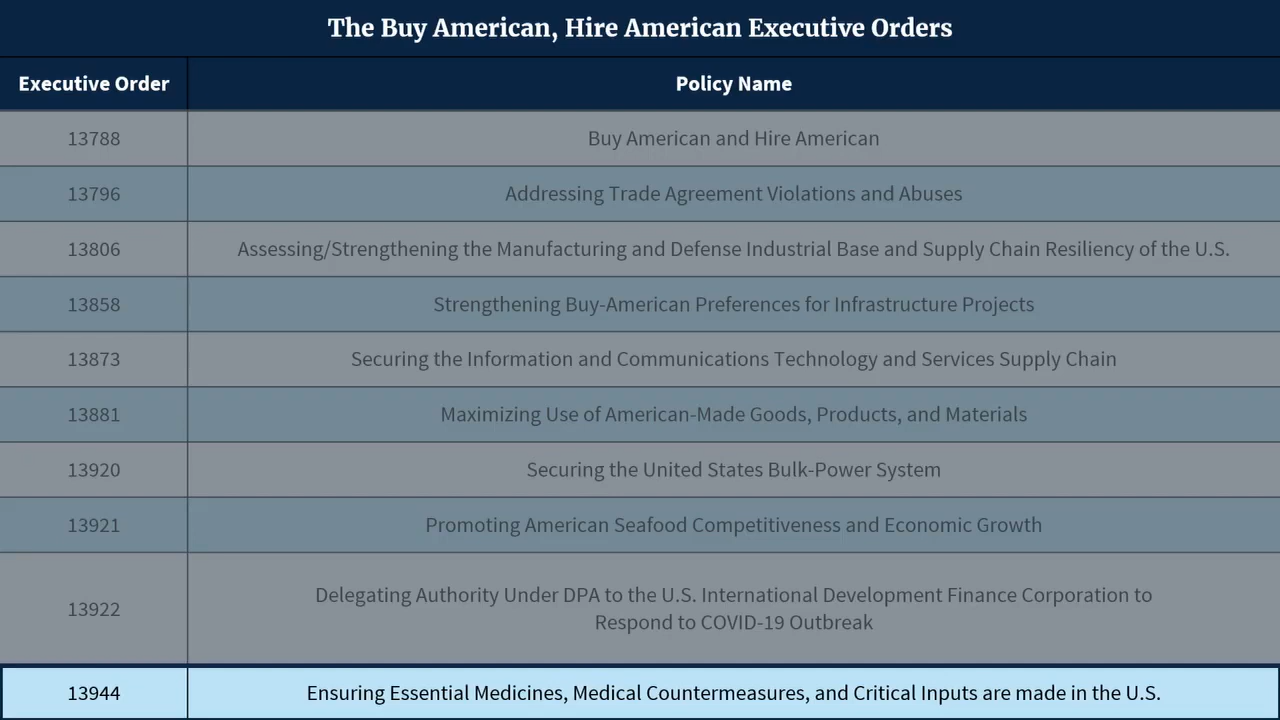 The Buy American, Hire American Executive Orders
Executive Order Policy Name
13788 Buy American and Hire American
13796 Addressing Trade Agreement Violations and Abuses
13806 Assessing/Strengthening the Manufacturing and Defense Industrial Base and Supply Chain Resiliency of the U.S.
13858 Strengthening Buy-American Preferences for Infrastructure Projects
13873 Securing the Information and Communications Technology and Services Supply Chain
13881 Maximizing Use of American-Made Goods, Products, and Materials
13920 Securing the United States Bulk-Power System
13921 Promoting American Seafood Competitiveness and Economic Growth
13922 Delegating Authority Under DPA to the U.S. International Development Finance Corporation to
Respond to COVID-19 Outbreak
13944 Ensuring Essential Medicines, Medical Countermeasures, and Critical Inputs are made in the U.S.